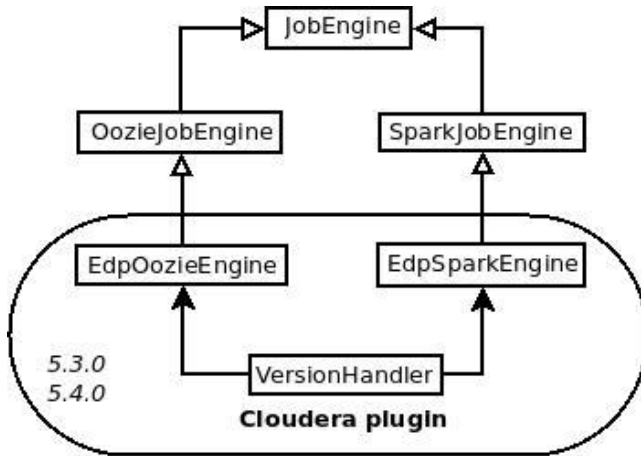 JobEngine
OozieJobEngine
SparkJobEngine
EdpOozieEngine
EdpSparkEngine
5.3.0
5.4.0
VersionHandler
Cloudera plugin